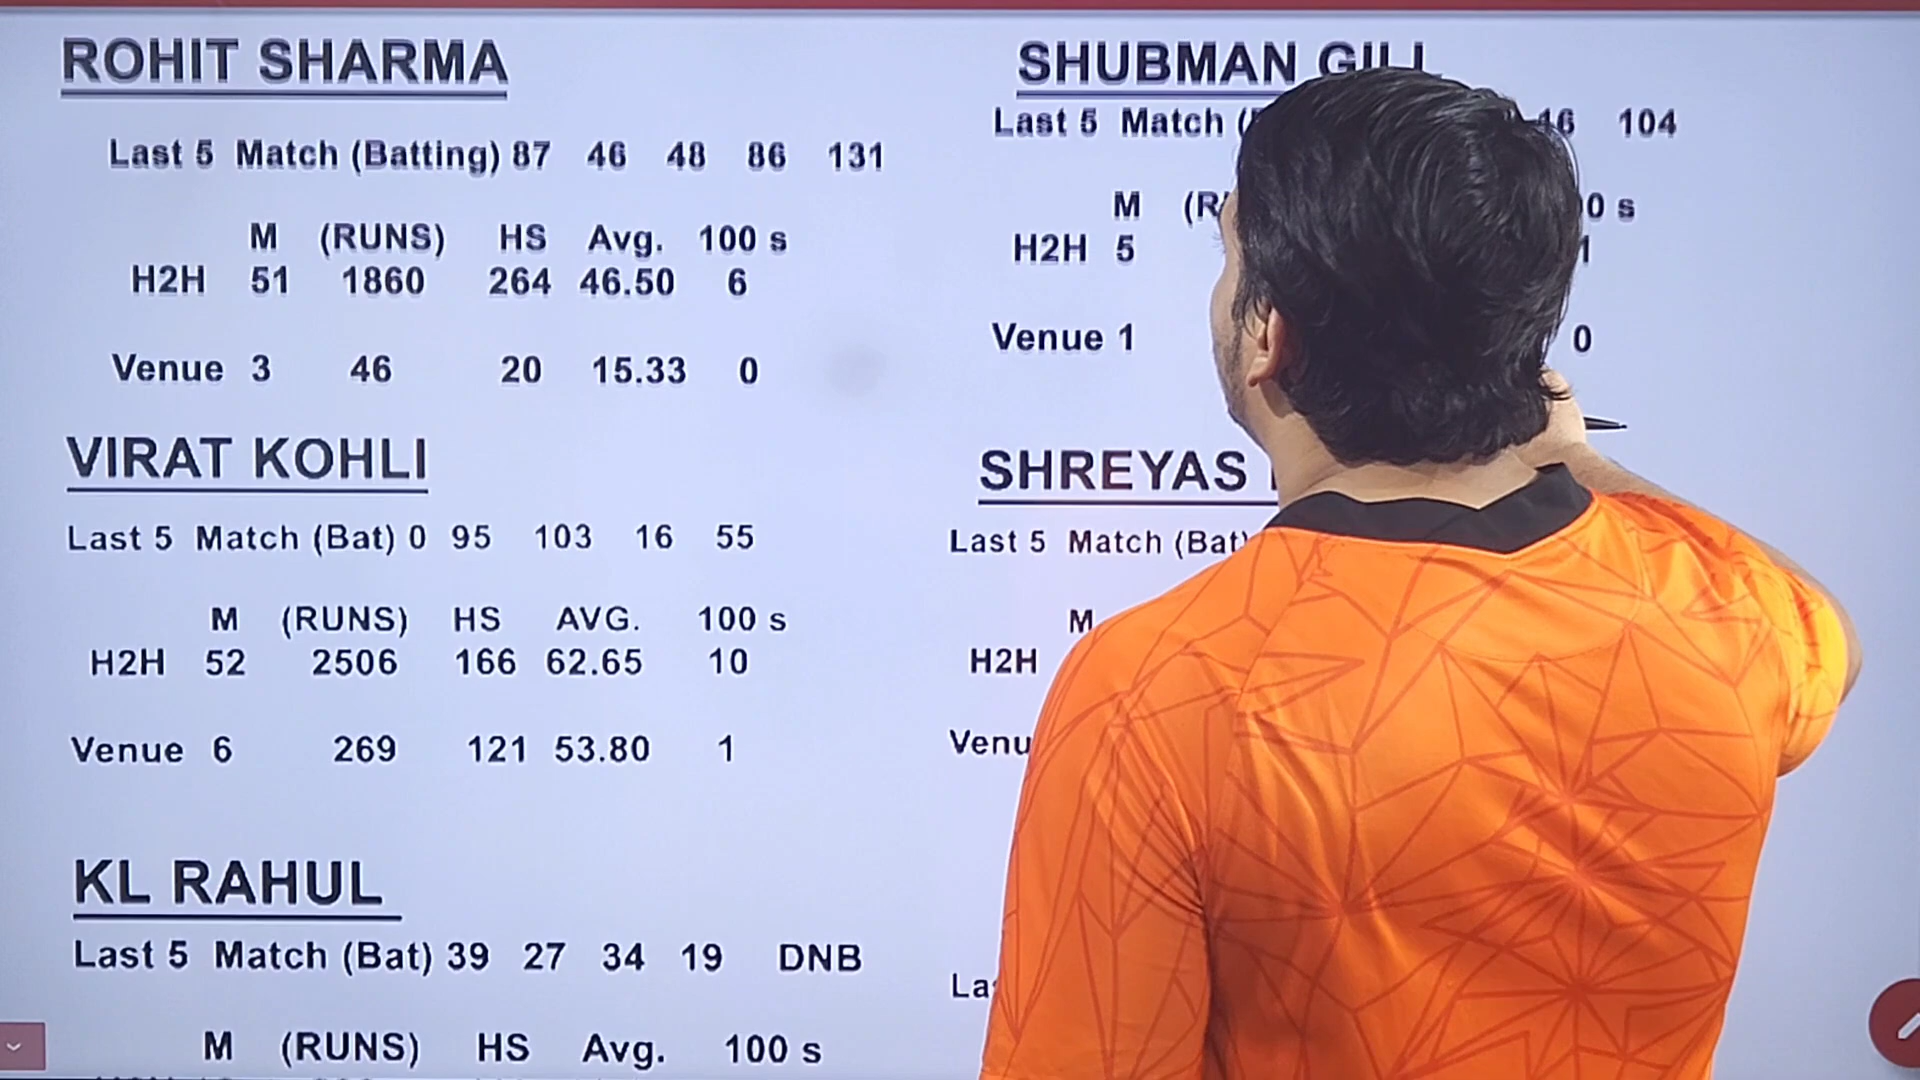 ROHIT SHARMA
Last 5 Match (Batting) 87 46 48 86 131
M (RUNS) HS Avg. 100 s
H2H 51 1860 264 46.50 6
Venue 3 46 20 15.33 0
VIRAT KOHLI
Last 5 Match (Bat) 0 95 103 16 55
M (RUNS) HS AVG. 100 s
H2H 52 2506 166 62.65 10
Venue 6 269 121 53.80 1
KL RAHUL
Last 5 Match (Bat) 39 27 34 19 DNB
M (RUNS) HS Avg. 100 s
SHUBMAN GILL
Last 5 Match 104
M
H2H 5 1
Venue 1 0
SHREYAS
Last 5 Match (Bat)
M
H2H